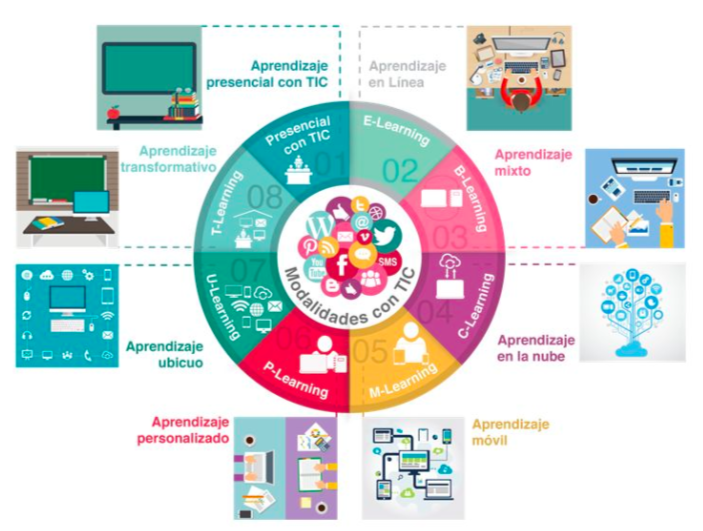 Aprendizaje
presencial con TIC
Aprendizaje
en Línea
Aprendizaje
transformativo
Aprendizaje
mixto
Presencial
con TIC
01
E-Learning
02
B-Learning
03
C-Learning
04
M-Learning
05
P-Learning
06
U-Learning
07
T-Learning
08
You
Tube
SMS
Modalidades con TIC
Aprendizaje
ubicuo
Aprendizaje
en la nube
Aprendizaje
personalizado
Aprendizaje
móvil